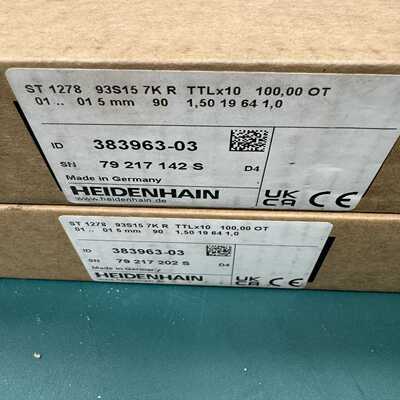 ST 1278 93S15 7K R TTLx10 100,00 OT
01 .. 01 5 mm 90 1,50 19 64 1,0
ID 383963-03
SN 79 217 142 S D4
Made in Germany
HEIDENHAIN
www.heidenhain.de
UK CA CE
ST 1278 93S15 7K R TTLx10 100,00 OT
01 .. 01 5 mm 90 1,50 19 64 1,0
ID 383963-03
SN 79 217 202 S D4
Made in Germany
HEIDENHAIN
www.heidenhain.de
UK CA CE